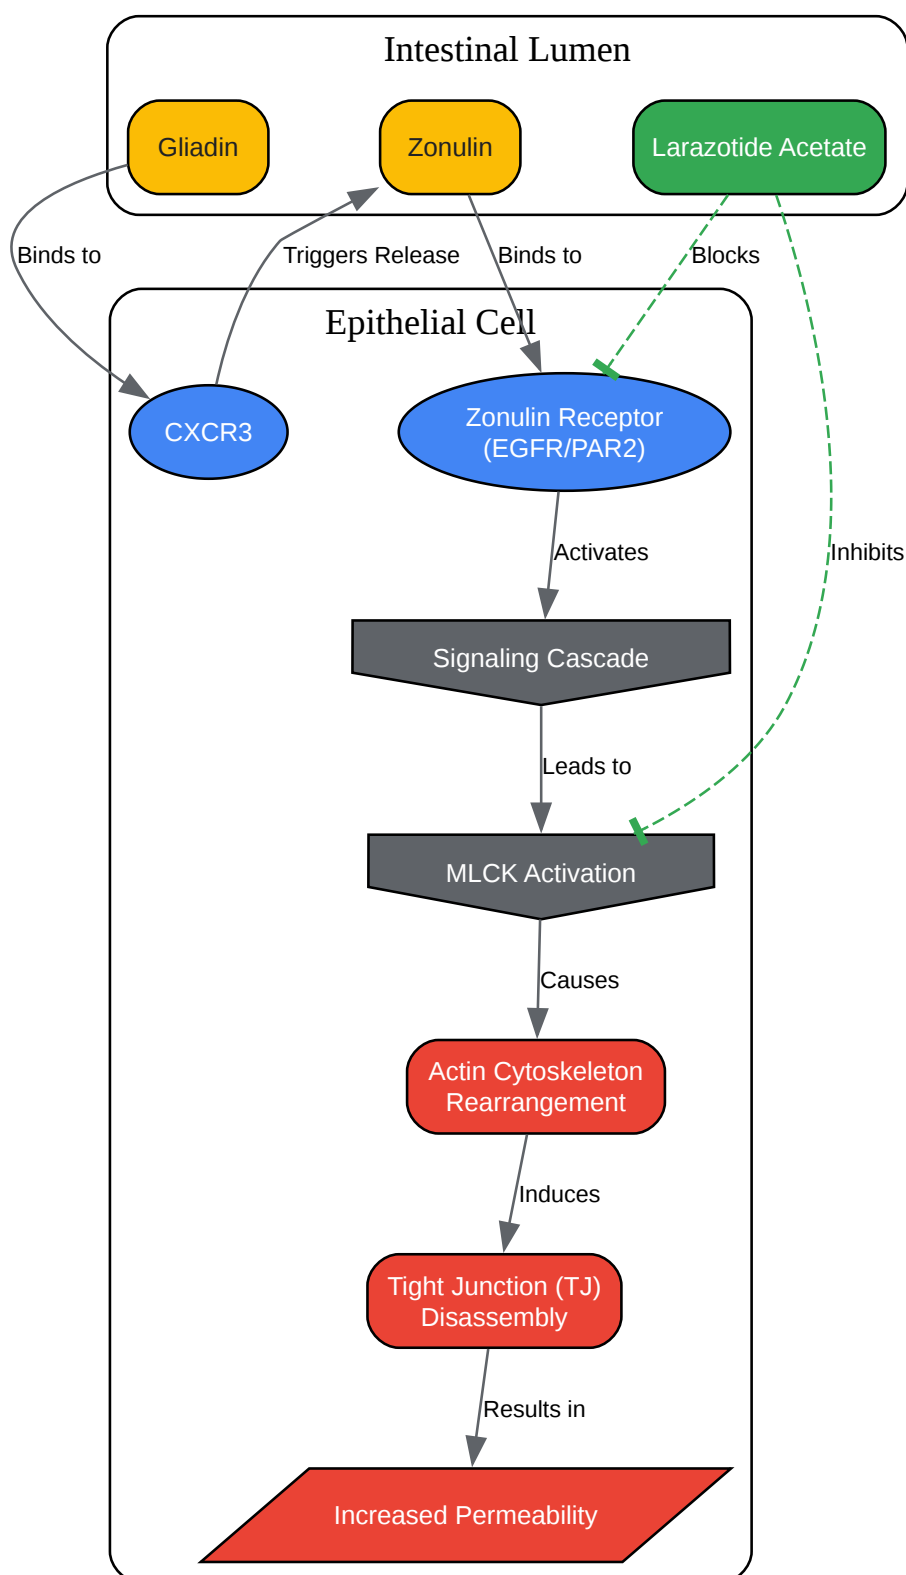 Intestinal Lumen
Gliadin
Zonulin
Larazotide Acetate
Binds to
Triggers Release
Binds to
Blocks
Epithelial Cell
CXCR3
Zonulin Receptor
(EGFR/PAR2)
Activates
Inhibits
Signaling Cascade
Leads to
MLCK Activation
Causes
Actin Cytoskeleton
Rearrangement
Induces
Tight Junction (TJ)
Disassembly
Results in
Increased Permeability